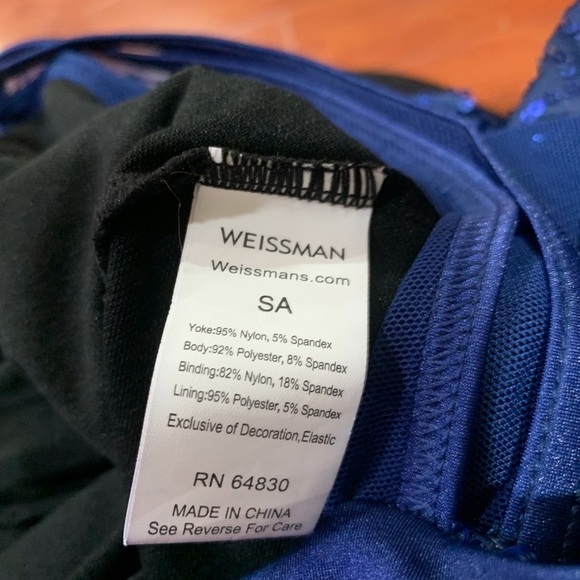 WEISSMAN
Weissmans.com
SA
Yoke:95% Nylon, 5% Spandex
Body:92% Polyester, 8% Spandex
Binding:82% Nylon, 18% Spandex
Lining:95% Polyester, 5% Spandex
Exclusive of Decoration,Elastic
RN 64830
MADE IN CHINA
See Reverse For Care